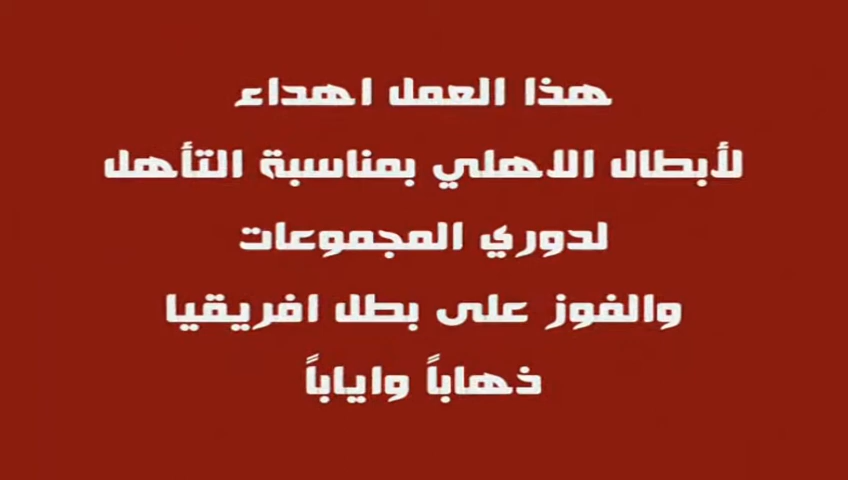 هذا العمل اهداء
لأبطال الاهلي بمناسبة التأهل
لدوري المجموعات
والفوز على بطل افريقيا
ذهاباً واياباً